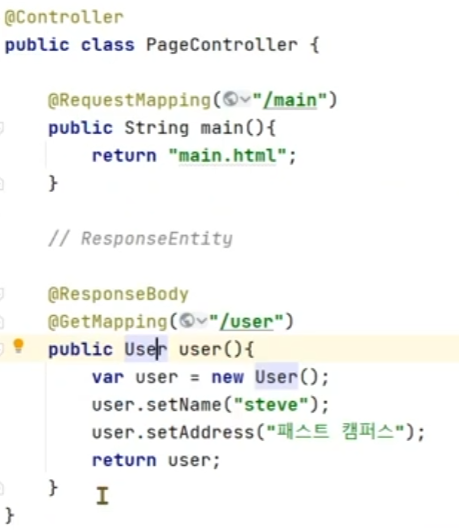 @Controller
public class PageController {
@RequestMapping("/main")
public String main(){
return "main.html";
}
// ResponseEntity
@ResponseBody
@GetMapping("/user")
public User user(){
var user = new User();
user.setName("steve");
user.setAddress("패스트 캠퍼스");
return user;
}
}